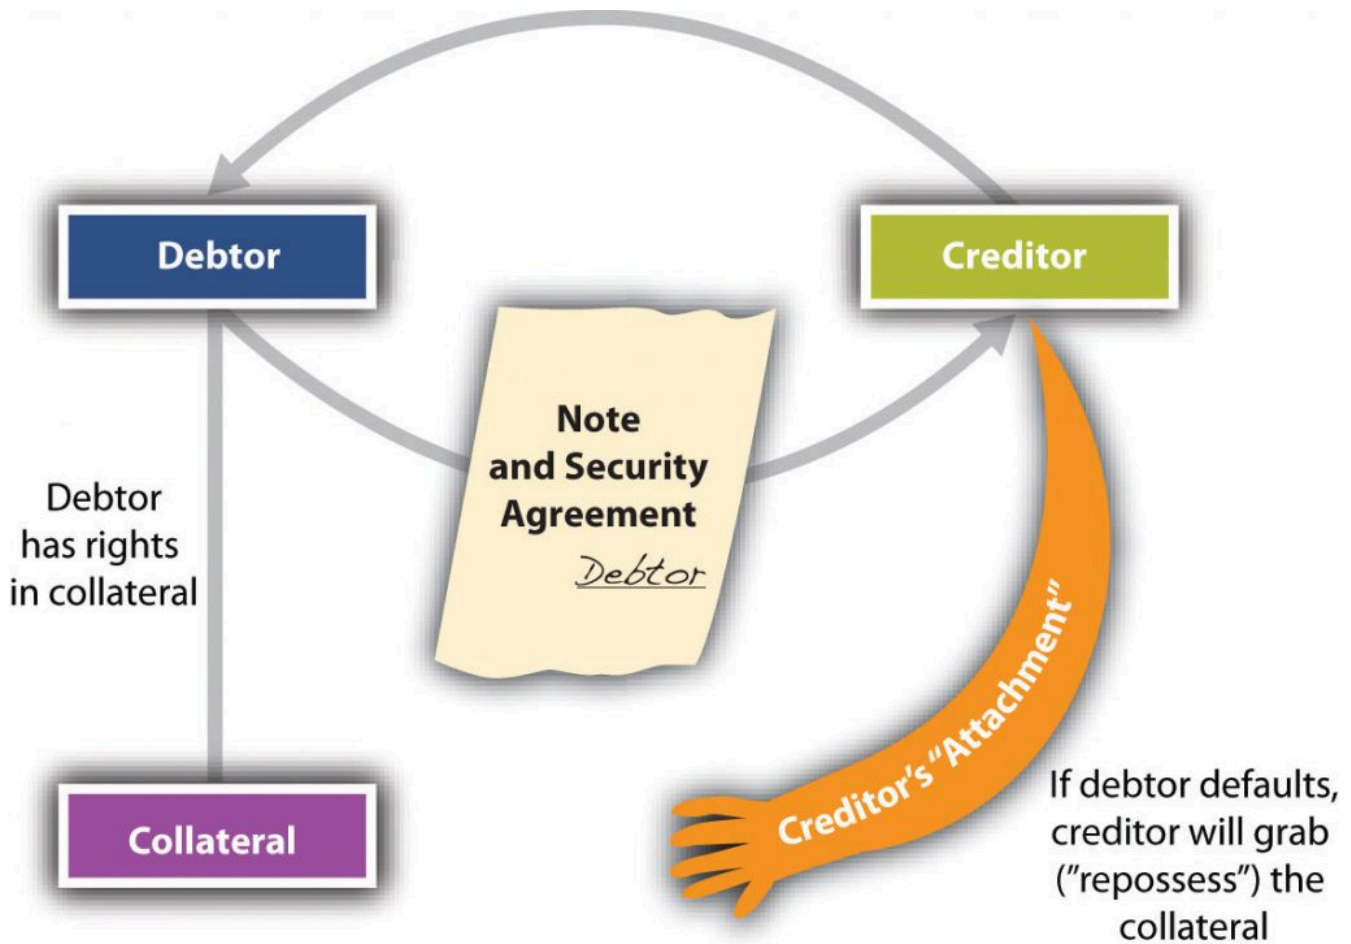 Debtor
Creditor
Note
and Security
Agreement
Debtor
Debtor
has rights
in collateral
Collateral
Creditor's "Attachment"
If debtor defaults,
creditor will grab
("repossess") the
collateral